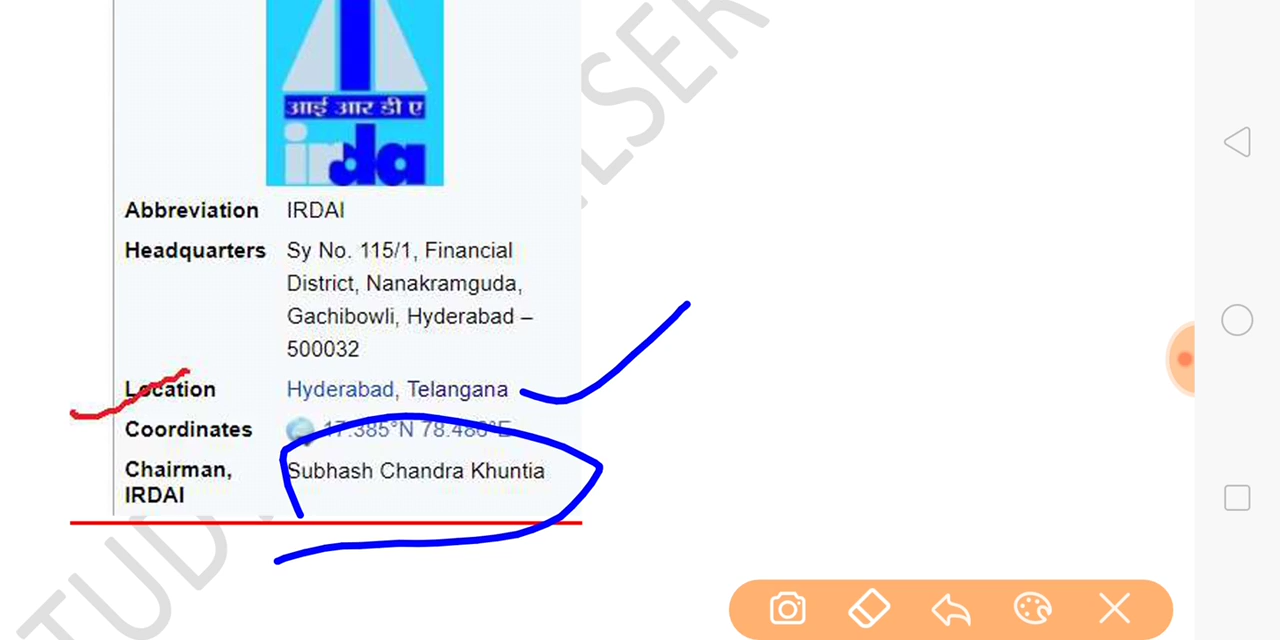 आई आर डी ए
irda
Abbreviation IRDAI
Headquarters Sy No. 115/1, Financial
District, Nanakramguda,
Gachibowli, Hyderabad –
500032
Location Hyderabad, Telangana
Coordinates 17.385°N 78.486°E
Chairman, Subhash Chandra Khuntia
IRDAI